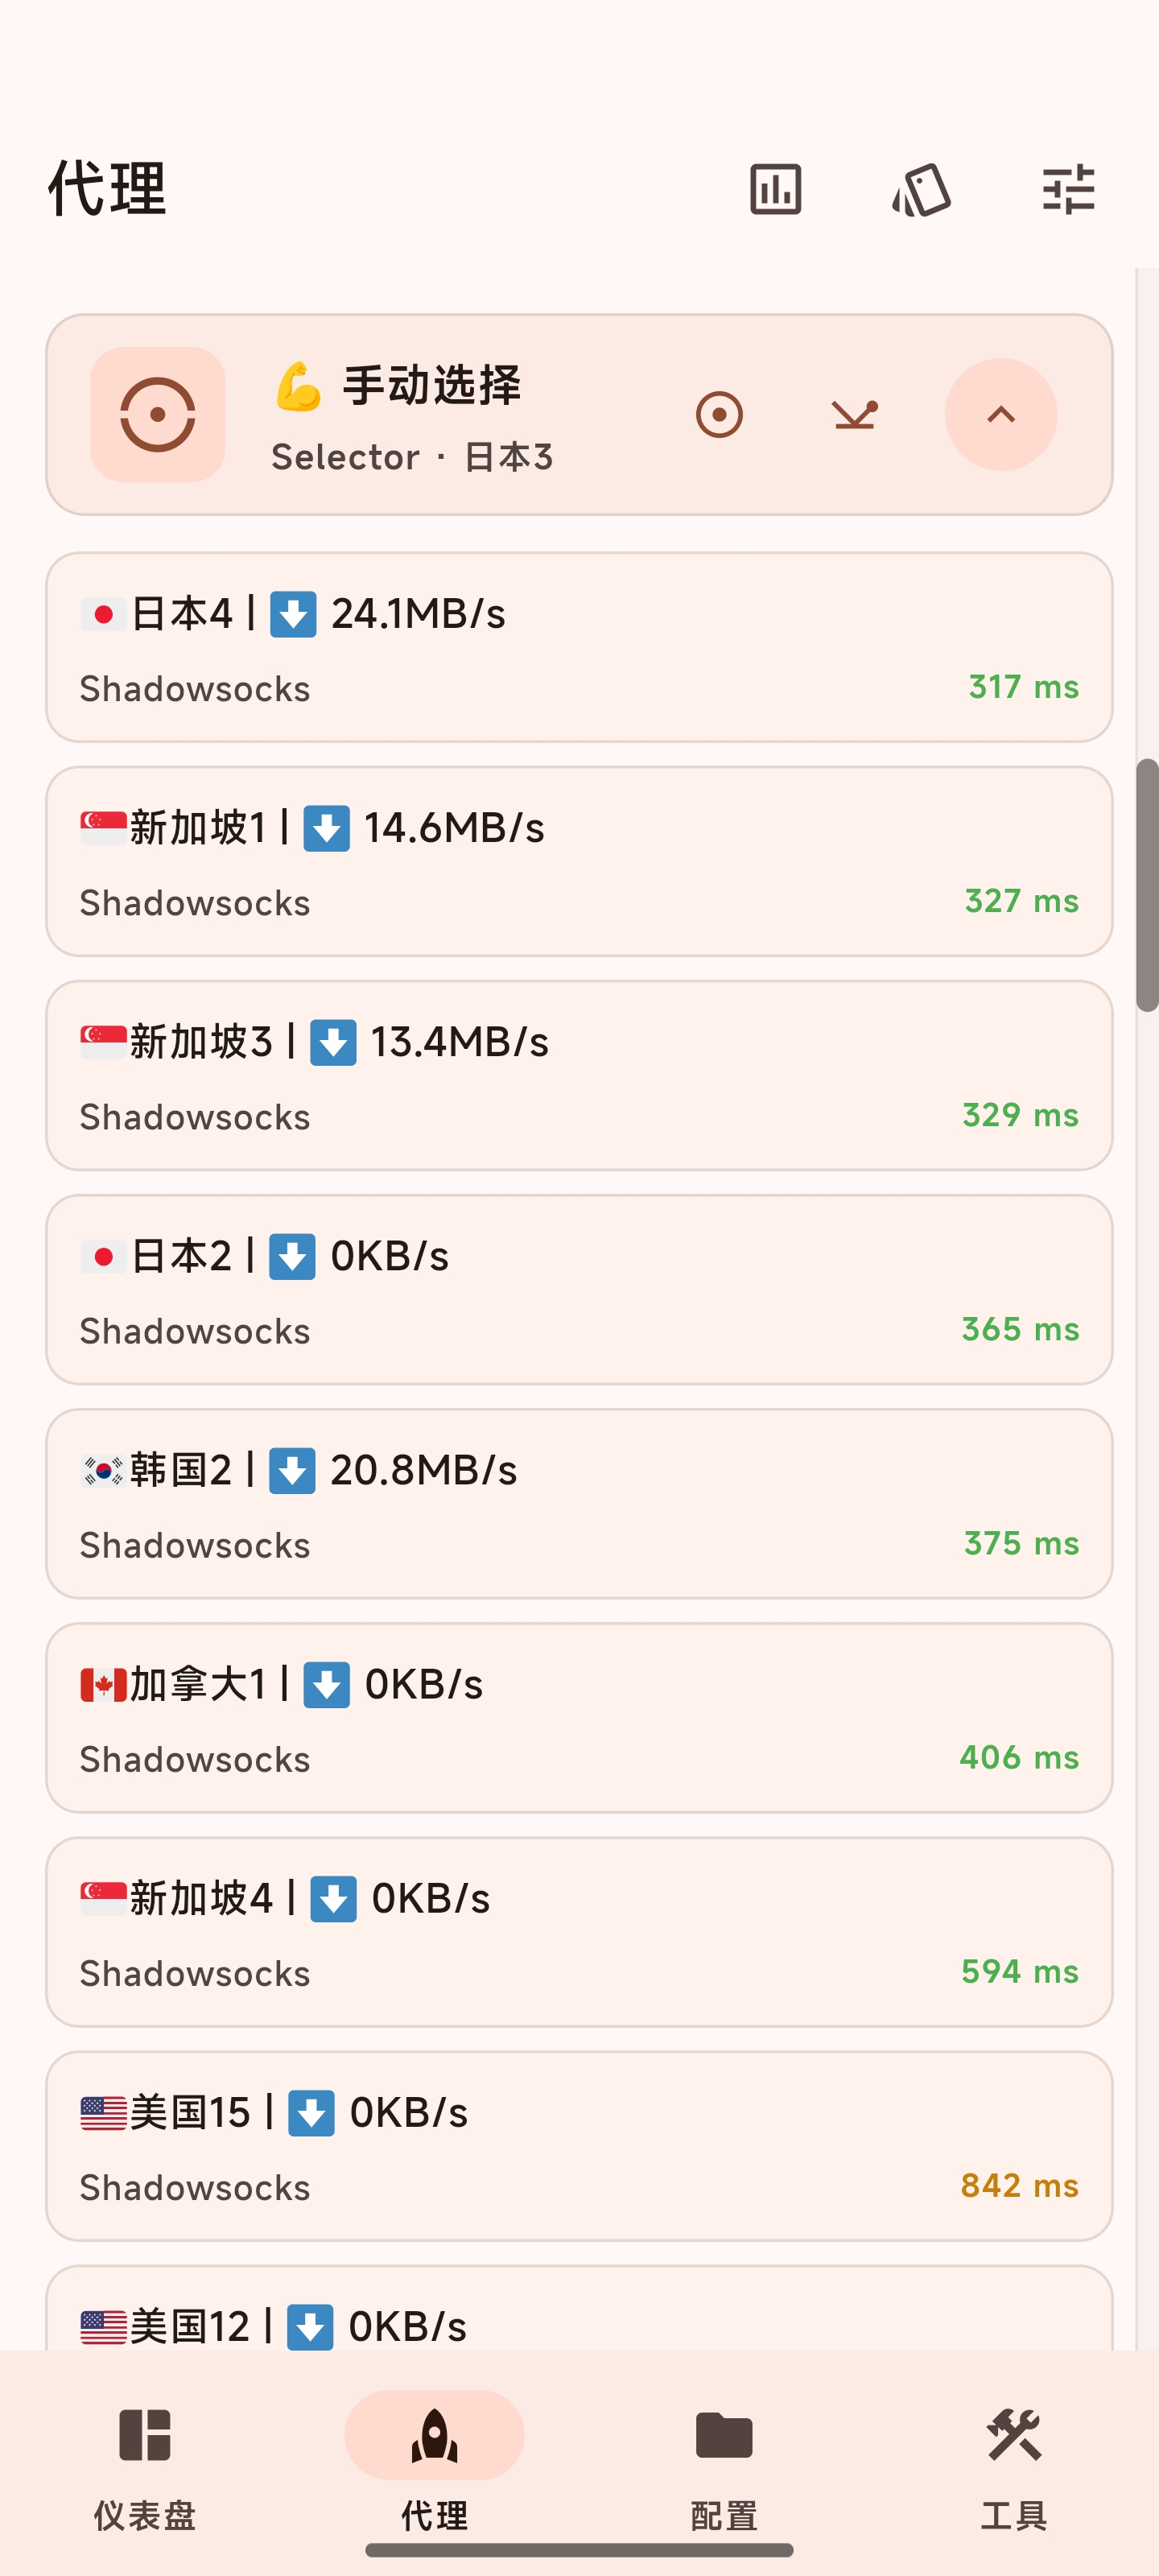 代理
💪 手动选择
Selector · 日本3
🇯🇵日本4 | ⬇️ 24.1MB/s
Shadowsocks 317 ms
🇸🇬新加坡1 | ⬇️ 14.6MB/s
Shadowsocks 327 ms
🇸🇬新加坡3 | ⬇️ 13.4MB/s
Shadowsocks 329 ms
🇯🇵日本2 | ⬇️ 0KB/s
Shadowsocks 365 ms
🇰🇷韩国2 | ⬇️ 20.8MB/s
Shadowsocks 375 ms
🇨🇦加拿大1 | ⬇️ 0KB/s
Shadowsocks 406 ms
🇸🇬新加坡4 | ⬇️ 0KB/s
Shadowsocks 594 ms
🇺🇸美国15 | ⬇️ 0KB/s
Shadowsocks 842 ms
🇺🇸美国12 | ⬇️ 0KB/s
仪表盘 代理 配置 工具